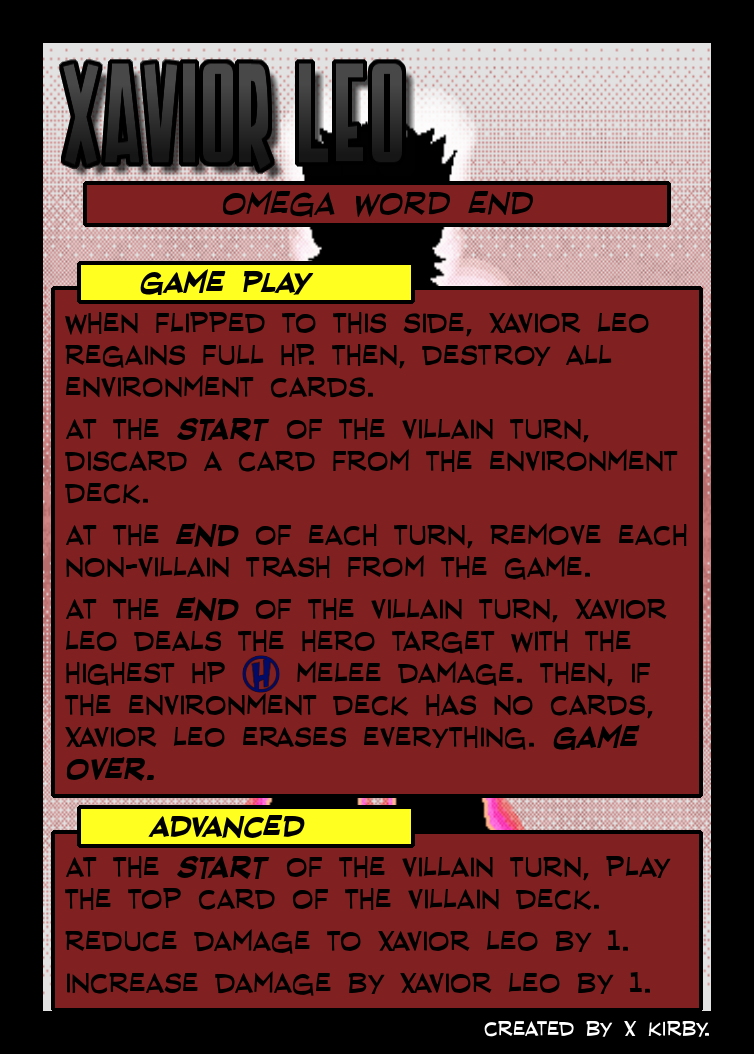 XAVIOR LEO
OMEGA WORD END
GAME PLAY
WHEN FLIPPED TO THIS SIDE, XAVIOR LEO
REGAINS FULL HP. THEN, DESTROY ALL
ENVIRONMENT CARDS.
AT THE START OF THE VILLAIN TURN,
DISCARD A CARD FROM THE ENVIRONMENT
DECK.
AT THE END OF EACH TURN, REMOVE EACH
NON-VILLAIN TRASH FROM THE GAME.
AT THE END OF THE VILLAIN TURN, XAVIOR
LEO DEALS THE HERO TARGET WITH THE
HIGHEST HP H MELEE DAMAGE. THEN, IF
THE ENVIRONMENT DECK HAS NO CARDS,
XAVIOR LEO ERASES EVERYTHING. GAME
OVER.
ADVANCED
AT THE START OF THE VILLAIN TURN, PLAY
THE TOP CARD OF THE VILLAIN DECK.
REDUCE DAMAGE TO XAVIOR LEO BY 1.
INCREASE DAMAGE BY XAVIOR LEO BY 1.
CREATED BY X KIRBY.